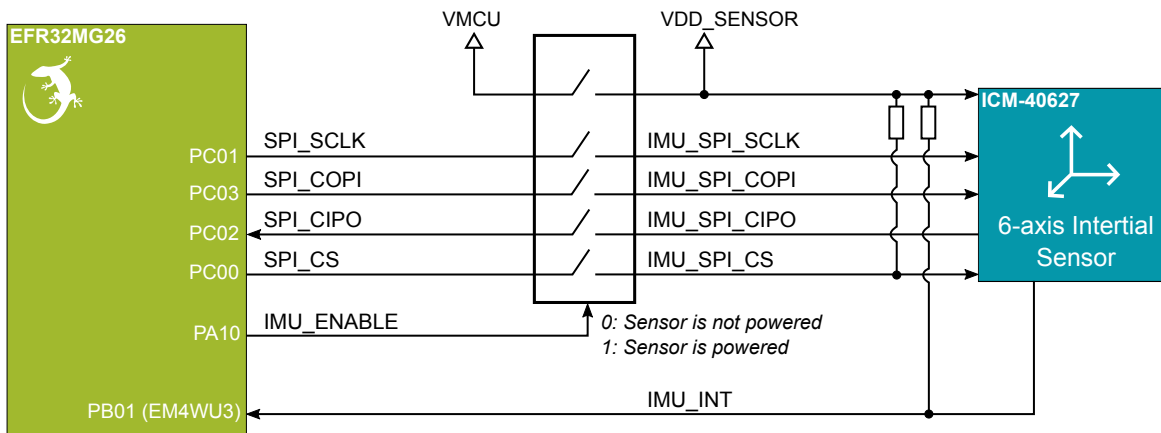 VMCU
VDD_SENSOR
EFR32MG26
ICM-40627
SPI_SCLK
IMU_SPI_SCLK
PC01
SPI_COPI
IMU_SPI_COPI
PC03
SPI_CIPO
IMU_SPI_CIPO
PC02
6-axis Intertial
Sensor
SPI_CS
IMU_SPI_CS
PC00
IMU_ENABLE
PA10
0: Sensor is not powered
1: Sensor is powered
IMU_INT
PB01 (EM4WU3)